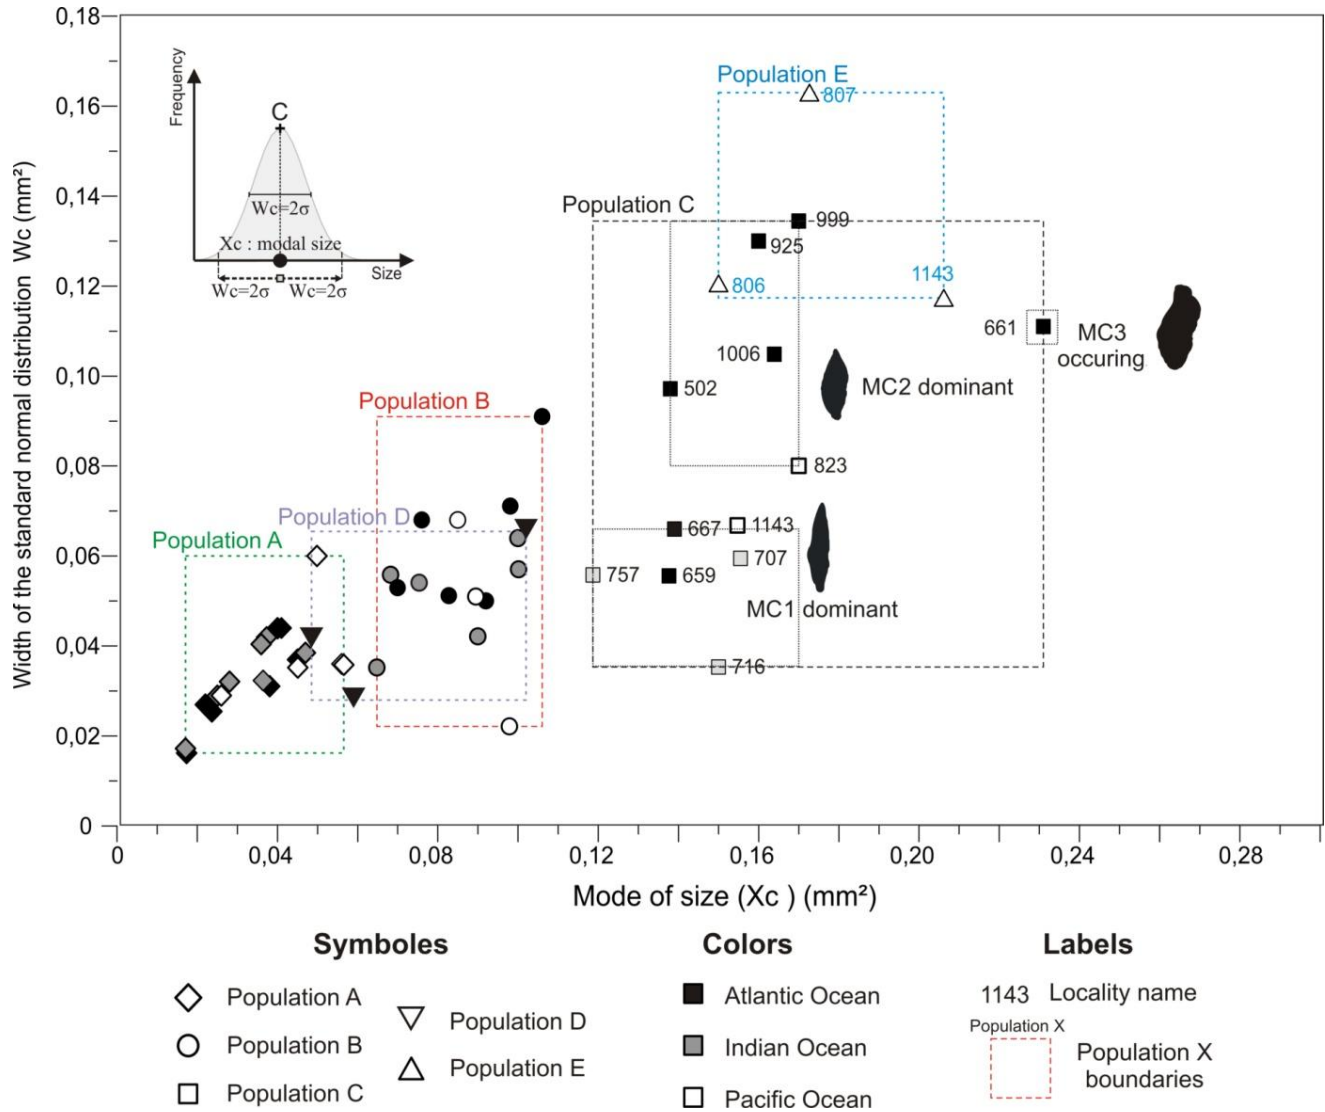 0,18
0,16
0,14
0,12
0,10
0,08
0,06
0,04
0,02
0
Width of the standard normal distribution Wc (mm²)
Frequency
C
Wc=2σ
Xc : modal size
Size
Wc=2σ Wc=2σ
Population E
807
Population C
999
925
806
1143
661
MC3
occuring
1006
502
MC2 dominant
Population B
823
Population D
Population A
667
1143
707
757
659
MC1 dominant
716
0 0,04 0,08 0,12 0,16 0,20 0,24 0,28
Mode of size (Xc ) (mm²)
Symboles
Population A
Population B
Population C
Population D
Population E
Colors
Atlantic Ocean
Indian Ocean
Pacific Ocean
Labels
1143 Locality name
Population X
Population X
boundaries